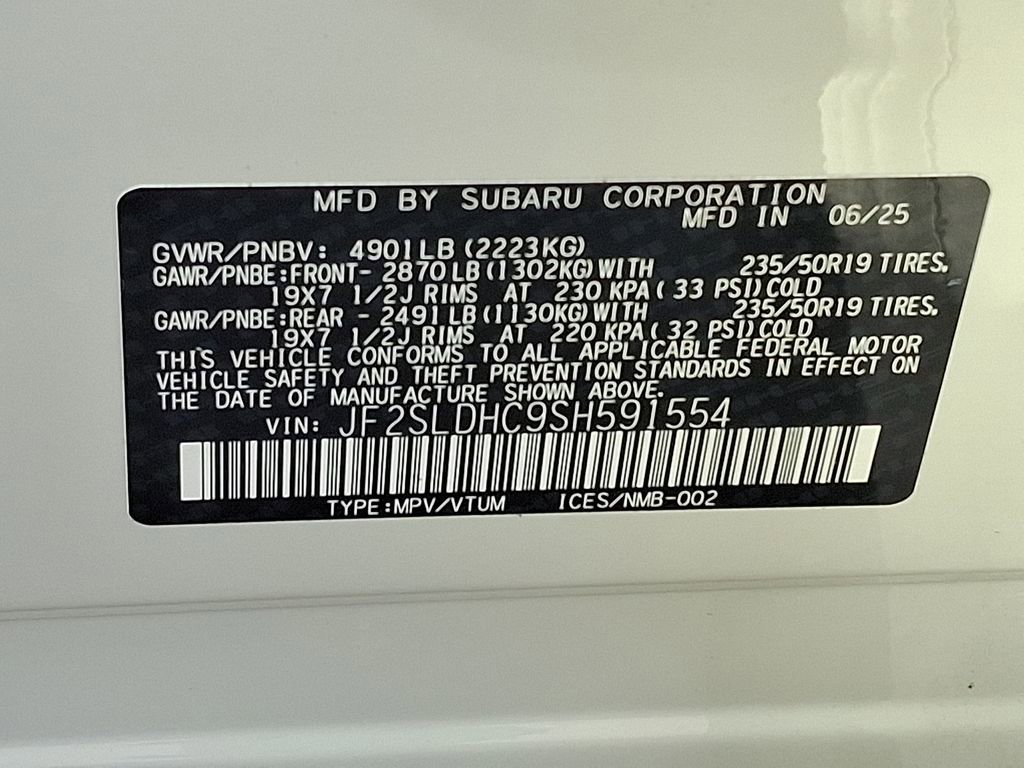 MFD BY SUBARU CORPORATION
MFD IN 06/25
GVWR/PNBV: 4901LB (2223KG)
GAWR/PNBE:FRONT- 2870LB(1302KG)WITH 235/50R19 TIRES.
19X7 1/2J RIMS AT 230 KPA( 33 PSI)COLD
GAWR/PNBE:REAR - 2491LB(1130KG)WITH 235/50R19 TIRES.
19X7 1/2J RIMS AT 220 KPA( 32 PSI)COLD
THIS VEHICLE CONFORMS TO ALL APPLICABLE FEDERAL MOTOR
VEHICLE SAFETY AND THEFT PREVENTION STANDARDS IN EFFECT ON
THE DATE OF MANUFACTURE SHOWN ABOVE.
VIN: JF2SLDHC9SH591554
TYPE:MPV/VTUM ICES/NMB-002